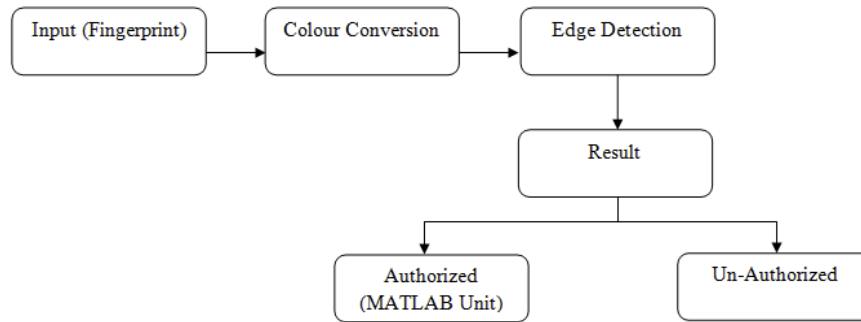 Input (Fingerprint)
Colour Conversion
Edge Detection
Result
Authorized
(MATLAB Unit)
Un-Authorized